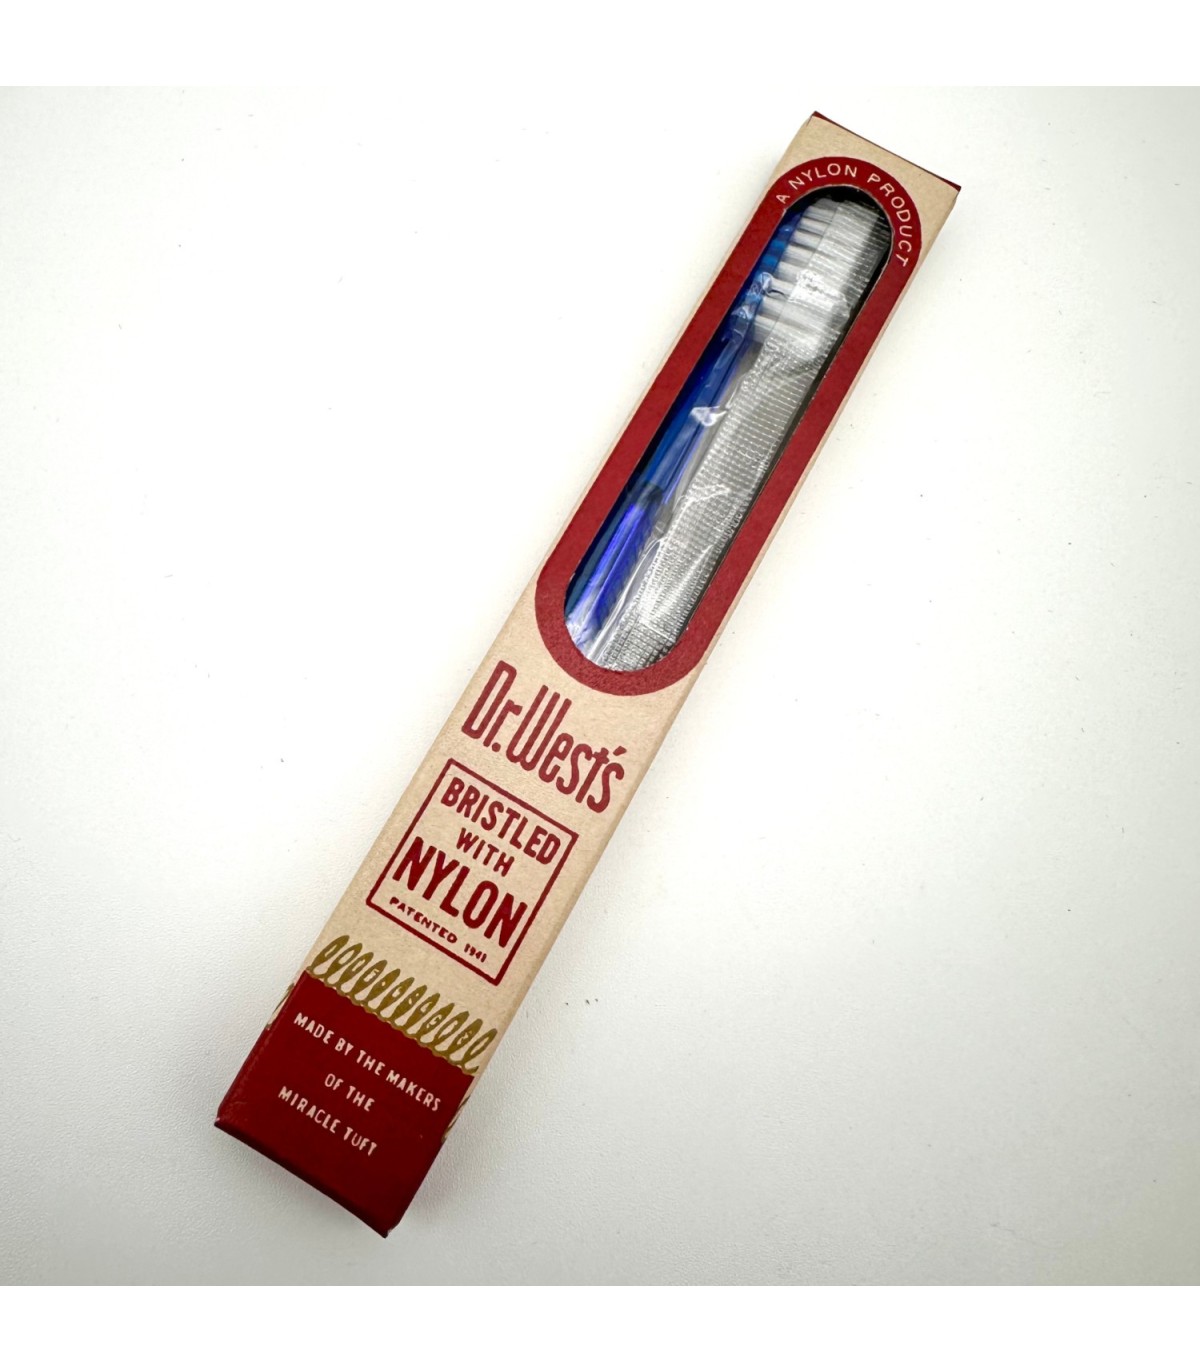 A NYLON PRODUCT
Dr. West's
BRISTLED
WITH
NYLON
PATENTED 1941
MADE BY THE MAKERS
OF THE
MIRACLE TUFT